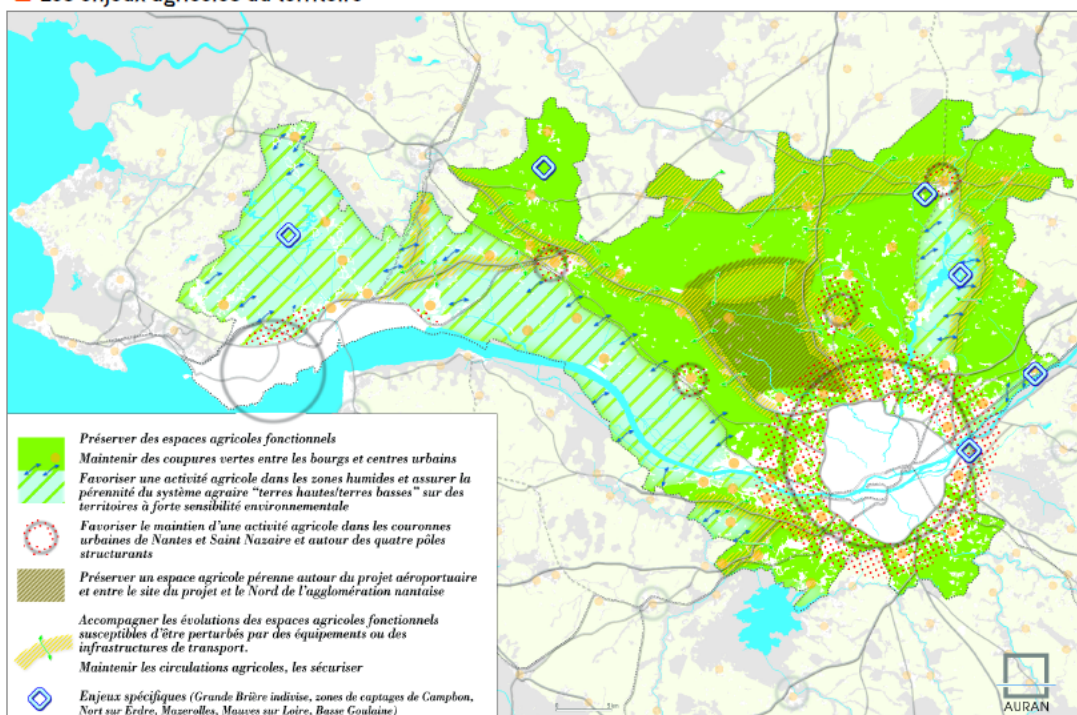 Les enjeux agricoles du territoire
Préserver des espaces agricoles fonctionnels
Maintenir des coupures vertes entre les bourgs et centres urbains
Favoriser une activité agricole dans les zones humides et assurer la
pérennité du système agraire "terres hautes/terres basses" sur des
territoires à forte sensibilité environnementale
Favoriser le maintien d'une activité agricole dans les couronnes
urbaines de Nantes et Saint Nazaire et autour des quatre pôles
structurants
Préserver un espace agricole pérenne autour du projet aéroportuaire
et entre le site du projet et le Nord de l'agglomération nantaise
Accompagner les évolutions des espaces agricoles fonctionnels
susceptibles d'être perturbés par des équipements ou des
infrastructures de transport.
Maintenir les circulations agricoles, les sécuriser
Enjeux spécifiques (Grande Brière indivise, zones de captages de Campbon,
Nort sur Erdre, Mazerolles, Mauves sur Loire, Basse Goulaine)
AURAN